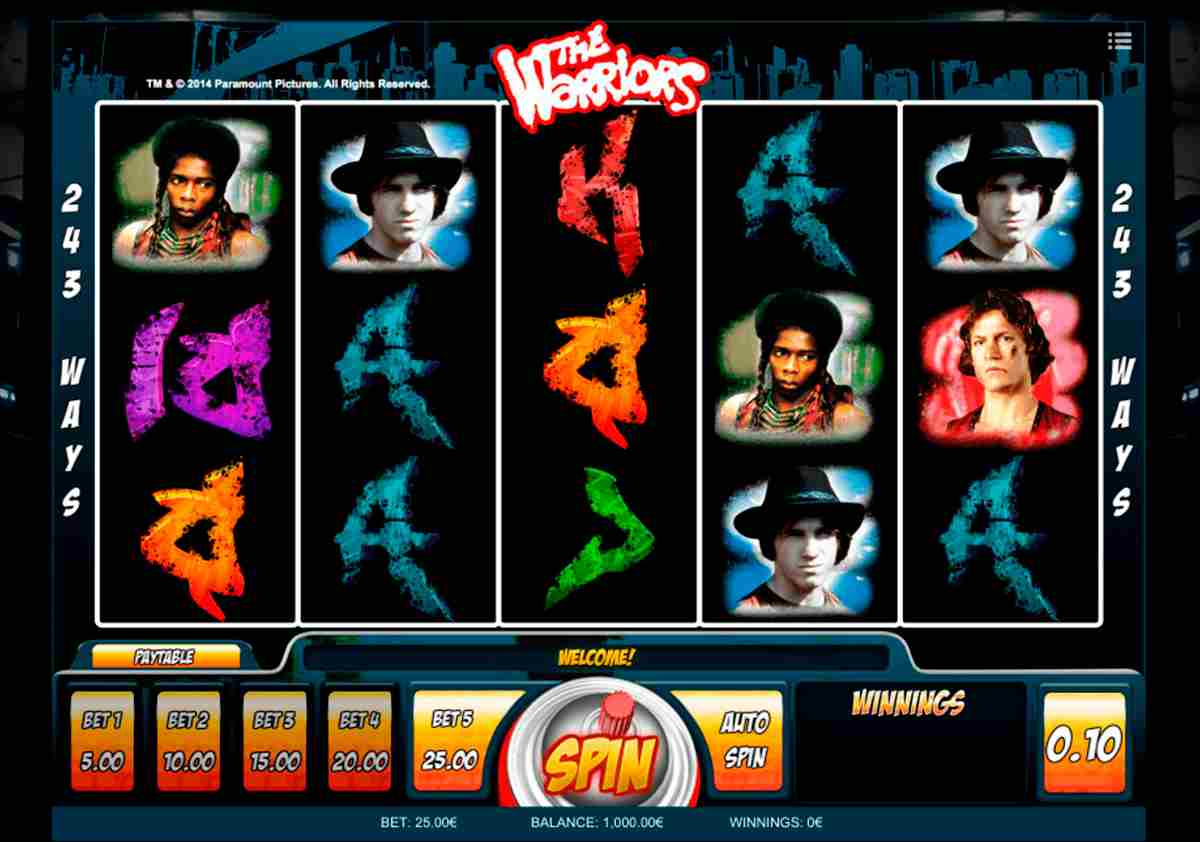 THE
WARRIORS
TM & © 2014 Paramount Pictures. All Rights Reserved.
243 WAYS
243 WAYS
K
A
10
A
Q
Q
A
J
A
PAYTABLE
WELCOME!
BET 1
5.00
BET 2
10.00
BET 3
15.00
BET 4
20.00
BET 5
25.00
SPIN
AUTO
SPIN
WINNINGS
0.10
BET: 25.00€
BALANCE: 1,000.00€
WINNINGS: 0€